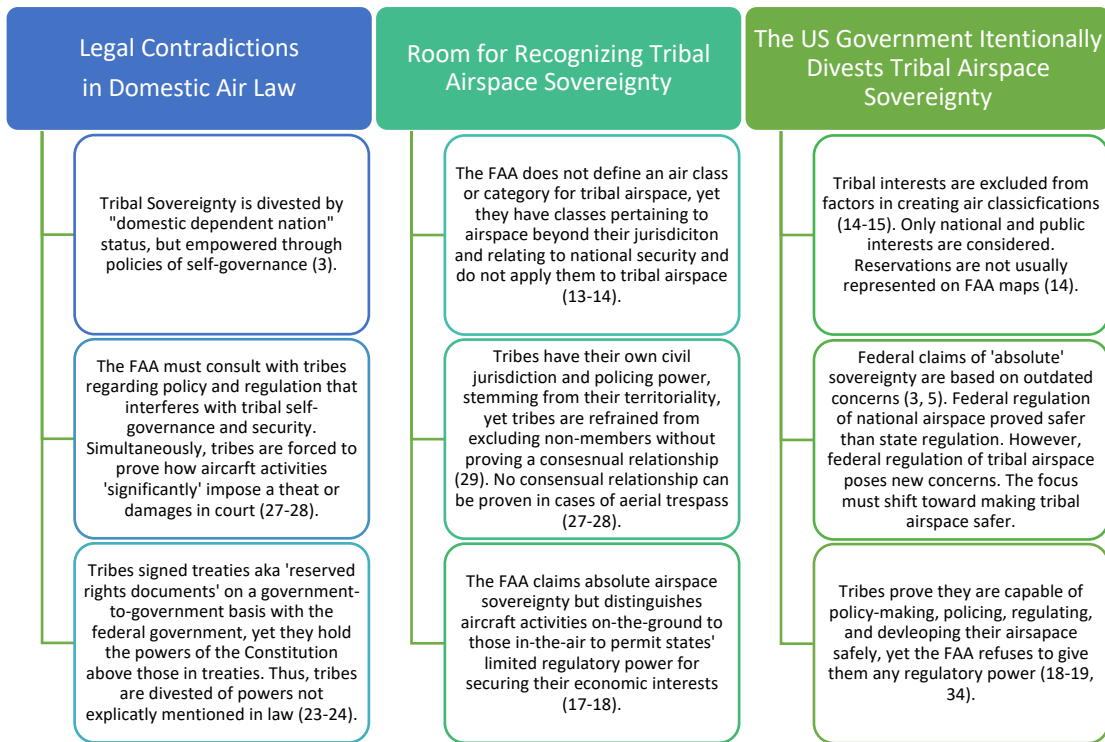 Legal Contradictions
in Domestic Air Law
Tribal Sovereignty is divested by
"domestic dependent nation"
status, but empowered through
policies of self-governance (3).
The FAA must consult with tribes
regarding policy and regulation that
interferes with tribal self-
governance and security.
Simultaneously, tribes are forced to
prove how aircarft activities
'significantly' impose a theat or
damages in court (27-28).
Tribes signed treaties aka 'reserved
rights documents' on a government-
to-government basis with the
federal government, yet they hold
the powers of the Constitution
above those in treaties. Thus, tribes
are divested of powers not
explicatly mentioned in law (23-24).
Room for Recognizing Tribal
Airspace Sovereignty
The FAA does not define an air class
or category for tribal airspace, yet
they have classes pertaining to
airspace beyond their jurisdiciton
and relating to national security and
do not apply them to tribal airspace
(13-14).
Tribes have their own civil
jurisdiction and policing power,
stemming from their territoriality,
yet tribes are refrained from
excluding non-members without
proving a consesnual relationship
(29). No consensual relationship can
be proven in cases of aerial trespass
(27-28).
The FAA claims absolute airspace
sovereignty but distinguishes
aircraft activities on-the-ground to
those in-the-air to permit states'
limited regulatory power for
securing their economic interests
(17-18).
The US Government Itentionally
Divests Tribal Airspace
Sovereignty
Tribal interests are excluded from
factors in creating air classicfications
(14-15). Only national and public
interests are considered.
Reservations are not usually
represented on FAA maps (14).
Federal claims of 'absolute'
sovereignty are based on outdated
concerns (3, 5). Federal regulation
of national airspace proved safer
than state regulation. However,
federal regulation of tribal airspace
poses new concerns. The focus
must shift toward making tribal
airspace safer.
Tribes prove they are capable of
policy-making, policing, regulating,
and devleoping their airsapace
safely, yet the FAA refuses to give
them any regulatory power (18-19,
34).